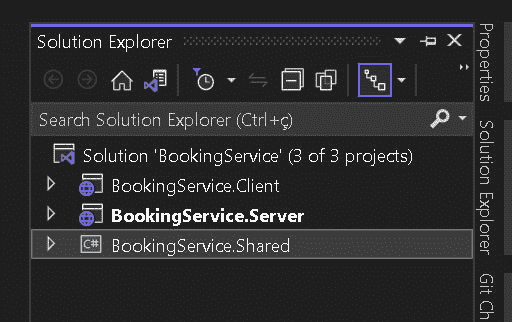 Solution Explorer
Search Solution Explorer (Ctrl+ç)
Solution 'BookingService' (3 of 3 projects)
BookingService.Client
BookingService.Server
C# BookingService.Shared
Properties
Solution Explorer
Git Ch